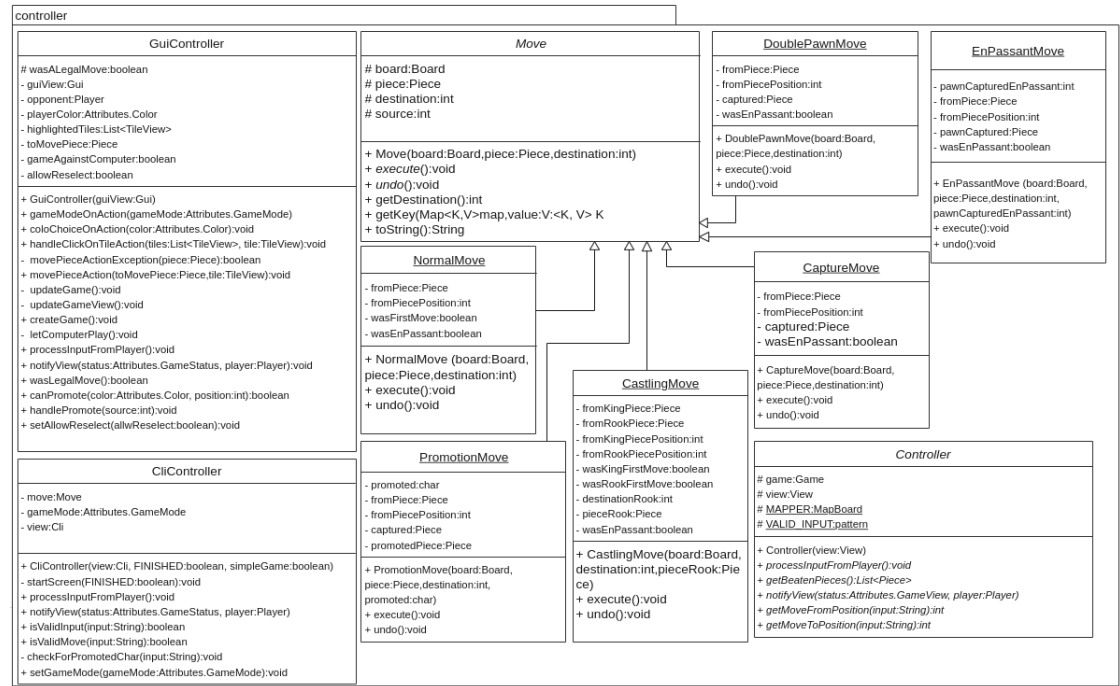 controller
GuiController
# wasALegalMove:boolean
- guiView:Gui
- opponent:Player
- playerColor:Attributes.Color
- highlightedTiles:List<TileView>
- toMovePiece:Piece
- gameAgainstComputer:boolean
- allowReselect:boolean
+ GuiController(guiView:Gui)
+ gameModeOnAction(gameMode:Attributes.GameMode)
+ coloChoiceOnAction(color:Attributes.Color):void
+ handleClickOnTileAction(tiles:List<TileView>, tile:TileView):void
- movePieceActionException(piece:Piece):boolean
+ movePieceAction(toMovePiece:Piece,tile:TileView):void
- updateGame():void
- updateGameView():void
+ createGame():void
- letComputerPlay():void
+ processInputFromPlayer():void
+ notifyView(status:Attributes.GameStatus, player:Player):void
+ wasLegalMove():boolean
+ canPromote(color:Attributes.Color, position:int):boolean
+ handlePromote(source:int):void
+ setAllowReselect(allwReselect:boolean):void
CliController
- move:Move
- gameMode:Attributes.GameMode
- view:Cli
+ CliController(view:Cli, FINISHED:boolean, simpleGame:boolean)
- startScreen(FINISHED:boolean):void
+ processInputFromPlayer():void
+ notifyView(status:Attributes.GameStatus, player:Player)
+ isValidInput(input:String):boolean
+ isValidMove(input:String):boolean
- checkForPromotedChar(input:String):void
+ setGameMode(gameMode:Attributes.GameMode):void
Move
# board:Board
# piece:Piece
# destination:int
# source:int
+ Move(board:Board,piece:Piece,destination:int)
+ execute():void
+ undo():void
+ getDestination():int
+ getKey(Map<K,V>map,value:V:<K, V> K
+ toString():String
NormalMove
- fromPiece:Piece
- fromPiecePosition:int
- wasFirstMove:boolean
- wasEnPassant:boolean
+ NormalMove (board:Board,
piece:Piece,destination:int)
+ execute():void
+ undo():void
PromotionMove
- promoted:char
- fromPiece:Piece
- fromPiecePosition:int
- captured:Piece
- promotedPiece:Piece
+ PromotionMove(board:Board,
piece:Piece,destination:int,
promoted:char)
+ execute():void
+ undo():void
CastlingMove
- fromKingPiece:Piece
- fromRookPiece:Piece
- fromKingPiecePosition:int
- fromRookPiecePosition:int
- wasKingFirstMove:boolean
- wasRookFirstMove:boolean
- destinationRook:int
- pieceRook:Piece
- wasEnPassant:boolean
+ CastlingMove(board:Board,
destination:int,pieceRook:Pie
ce)
+ execute():void
+ undo():void
DoublePawnMove
- fromPiece:Piece
- fromPiecePosition:int
- captured:Piece
- wasEnPassant:boolean
+ DoublePawnMove(board:Board,
piece:Piece,destination:int)
+ execute():void
+ undo():void
EnPassantMove
- pawnCapturedEnPassant:int
- fromPiece:Piece
- fromPiecePosition:int
- pawnCaptured:Piece
- wasEnPassant:boolean
+ EnPassantMove (board:Board,
piece:Piece,destination:int,
pawnCapturedEnPassant:int)
+ execute():void
+ undo():void
CaptureMove
- fromPiece:Piece
- fromPiecePosition:int
- captured:Piece
- wasEnPassant:boolean
+ CaptureMove(board:Board,
piece:Piece,destination:int)
+ execute():void
+ undo():void
Controller
# game:Game
# view:View
# MAPPER:MapBoard
# VALID_INPUT:pattern
+ Controller(view:View)
+ processInputFromPlayer():void
+ getBeatenPieces():List<Piece>
+ notifyView(status:Attributes.GameView, player:Player)
+ getMoveFromPosition(input:String):int
+ getMoveToPosition(input:String):int